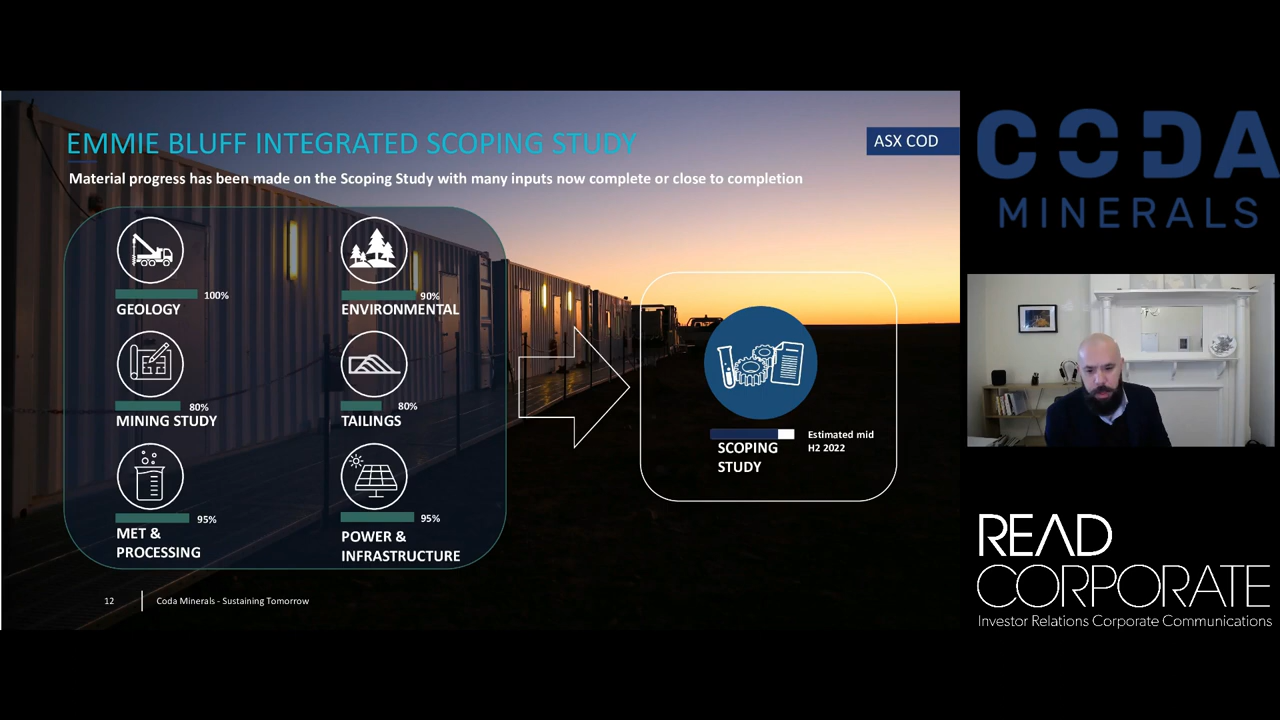 EMMIE BLUFF INTEGRATED SCOPING STUDY
ASX COD
Material progress has been made on the Scoping Study with many inputs now complete or close to completion
100%
GEOLOGY
90%
ENVIRONMENTAL
80%
MINING STUDY
80%
TAILINGS
95%
MET &
PROCESSING
95%
POWER &
INFRASTRUCTURE
SCOPING
STUDY
Estimated mid
H2 2022
12
Coda Minerals - Sustaining Tomorrow
CODA
MINERALS
READ
CORPORATE
Investor Relations Corporate Communications